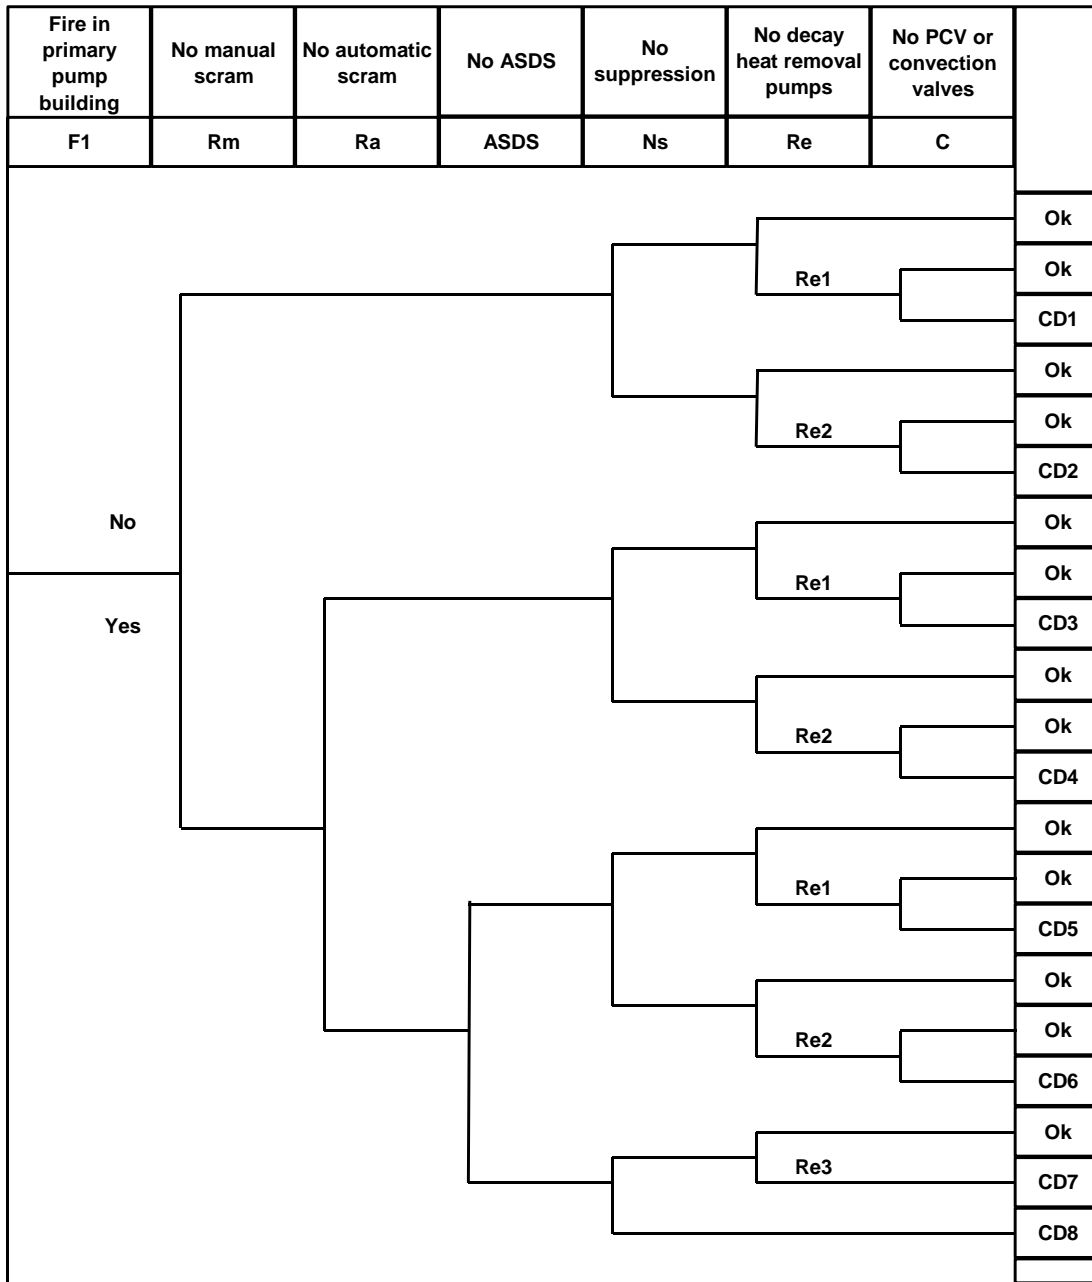 Fire in
primary
pump
building
No manual
scram
No automatic
scram
No ASDS
No
suppression
No decay
heat removal
pumps
No PCV or
convection
valves
F1
Rm
Ra
ASDS
Ns
Re
C
Ok
Re1
Ok
CD1
Ok
Re2
Ok
CD2
No
Ok
Re1
Ok
Yes
CD3
Ok
Re2
Ok
CD4
Ok
Re1
Ok
CD5
Ok
Re2
Ok
CD6
Ok
Re3
CD7
CD8